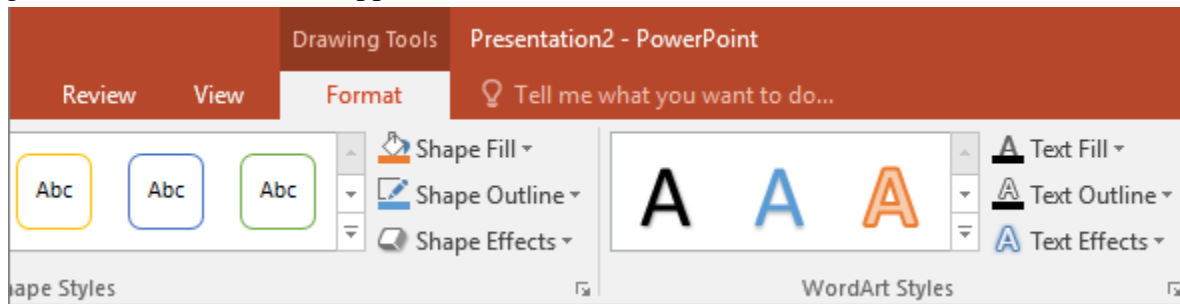 Drawing Tools Presentation2 - PowerPoint
Review View Format Tell me what you want to do...
Abc Abc Abc
Shape Fill
Shape Outline
Shape Effects
A A A
Text Fill
Text Outline
Text Effects
Styles
WordArt Styles